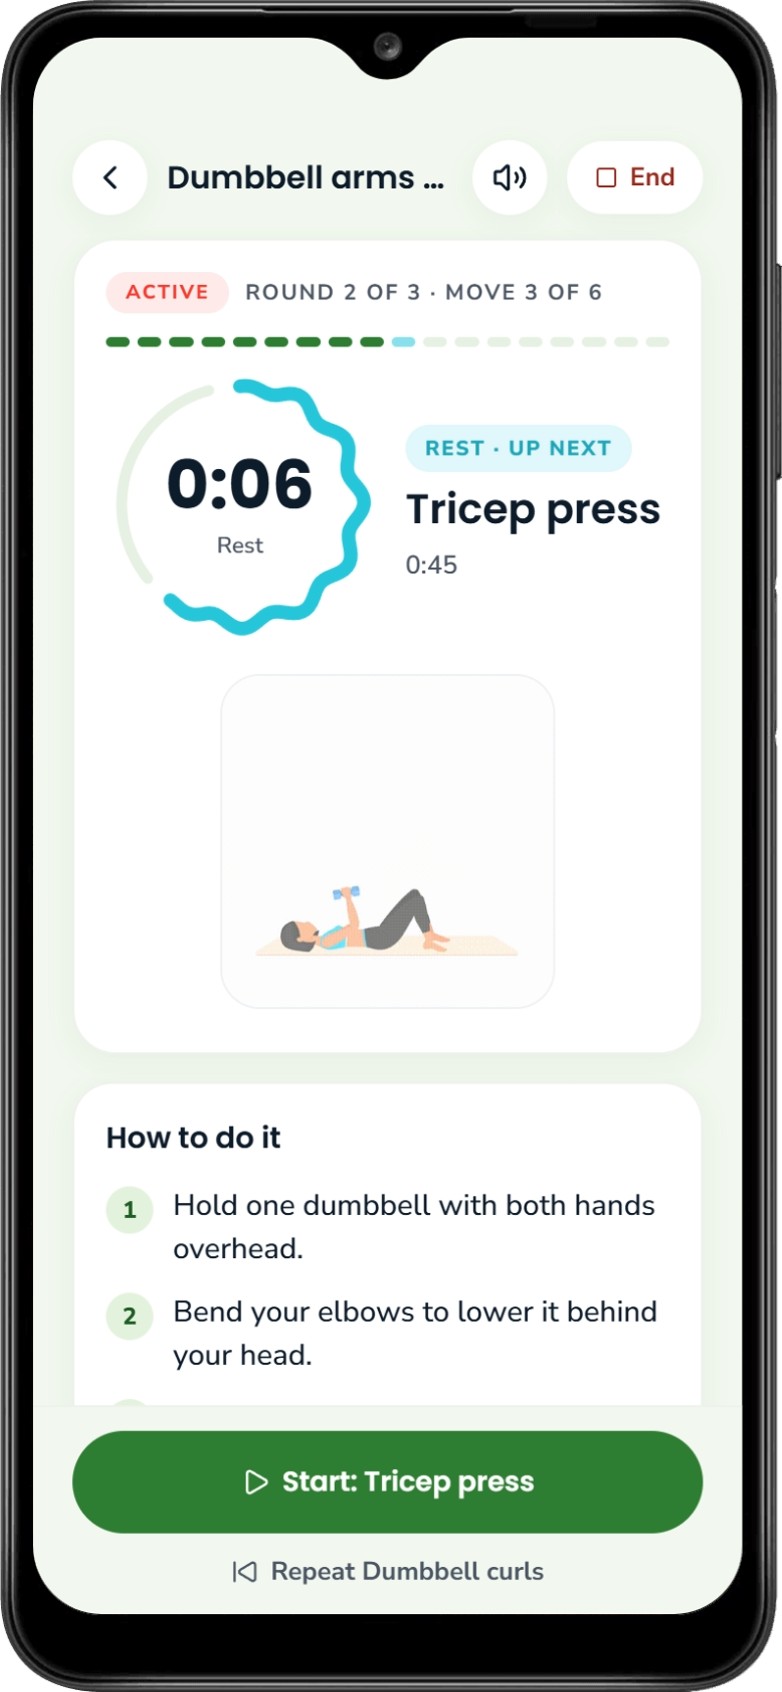 Dumbbell arms ...
End
ACTIVE
ROUND 2 OF 3 · MOVE 3 OF 6
0:06
Rest
REST · UP NEXT
Tricep press
0:45
How to do it
1 Hold one dumbbell with both hands
overhead.
2 Bend your elbows to lower it behind
your head.
Start: Tricep press
Repeat Dumbbell curls